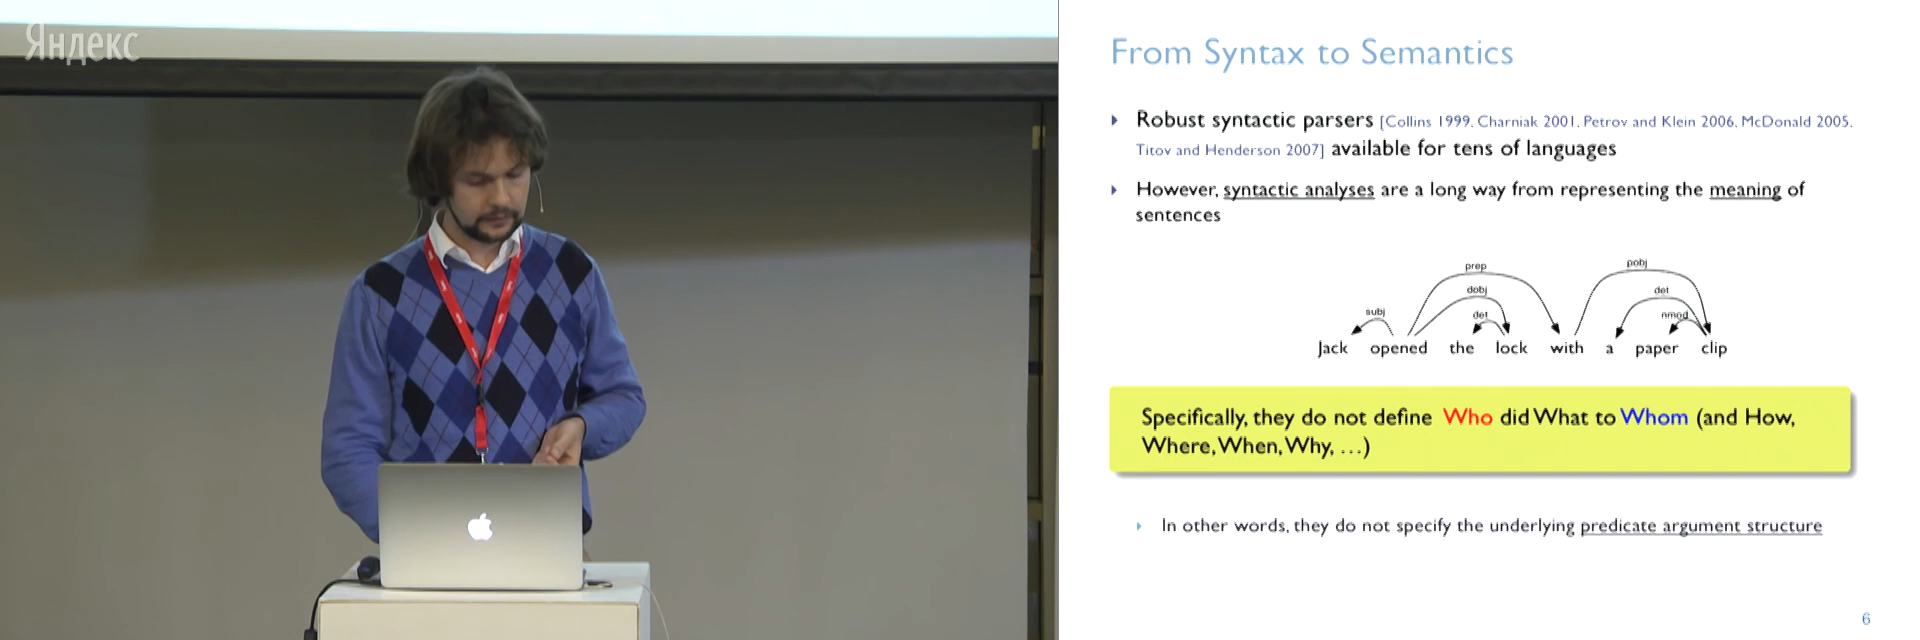 Яндекс
From Syntax to Semantics
Robust syntactic parsers [Collins 1999, Charniak 2001, Petrov and Klein 2006, McDonald 2005,
Titov and Henderson 2007] available for tens of languages
However, syntactic analyses are a long way from representing the meaning of
sentences
prep
pobj
dobj
det
subj
det
nmod
Jack opened the lock with a paper clip
Specifically, they do not define Who did What to Whom (and How,
Where, When, Why, …)
In other words, they do not specify the underlying predicate argument structure
6